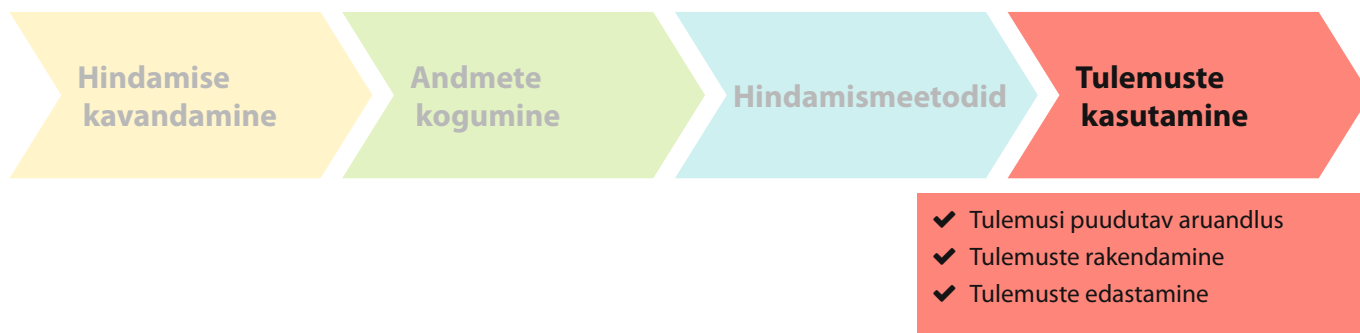 Hindamise
kavandamine
Andmete
kogumine
Hindamismeetodid
Tulemuste
kasutamine
✔ Tulemusi puudutav aruandlus
✔ Tulemuste rakendamine
✔ Tulemuste edastamine